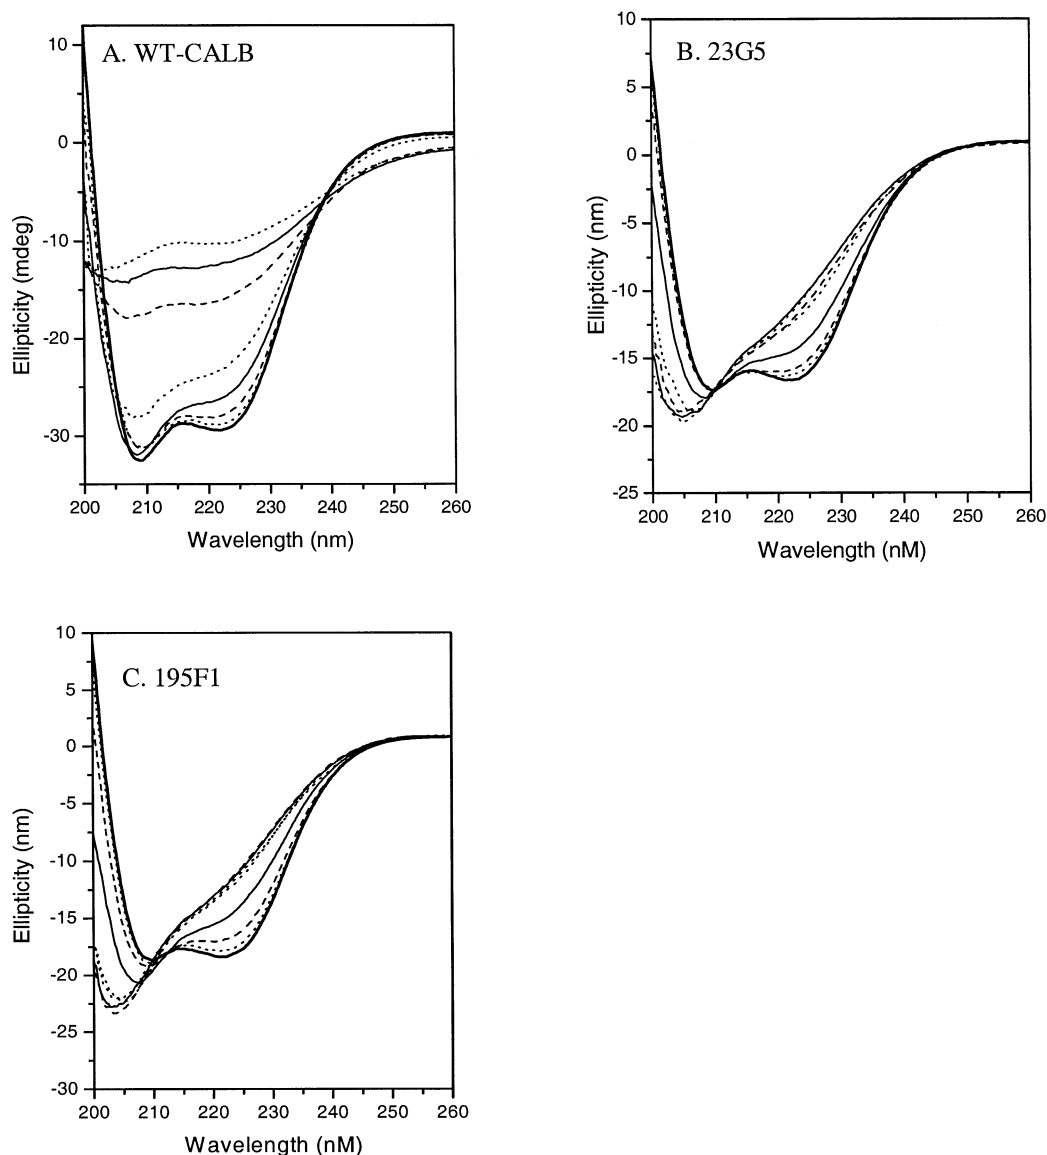 A. WT-CALB
10
0
-10
-20
-30
Ellipticity (mdeg)
200 210 220 230 240 250 260
Wavelength (nm)
B. 23G5
10
5
0
-5
-10
-15
-20
-25
Ellipticity (nm)
200 210 220 230 240 250 260
Wavelength (nM)
C. 195F1
10
5
0
-5
-10
-15
-20
-25
-30
Ellipticity (nm)
200 210 220 230 240 250 260
Wavelength (nM)